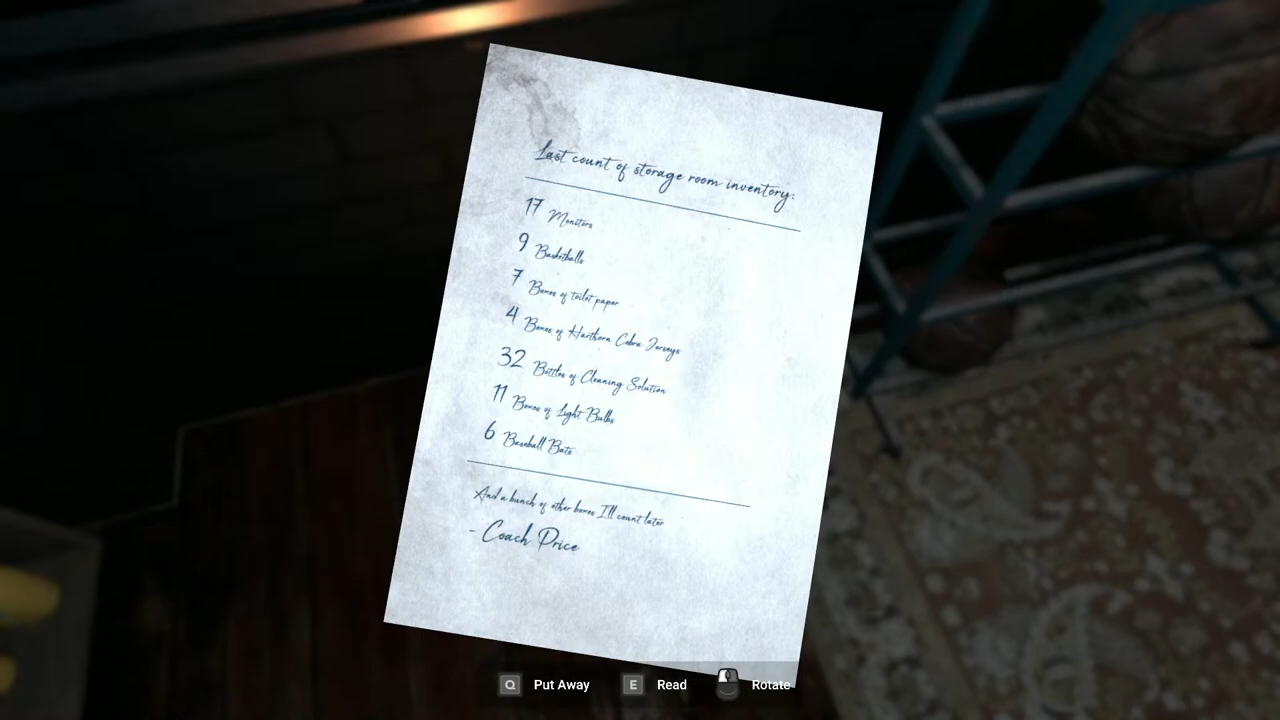 Last count of storage room inventory:
17 Monitors
9 Basketballs
7 Boxes of toilet paper
4 Boxes of Harthorn Cobra Jerseys
32 Bottles of Cleaning Solution
11 Boxes of Light Bulbs
6 Baseball Bats
And a bunch of other boxes I'll count later
- Coach Price
Q Put Away E Read Rotate